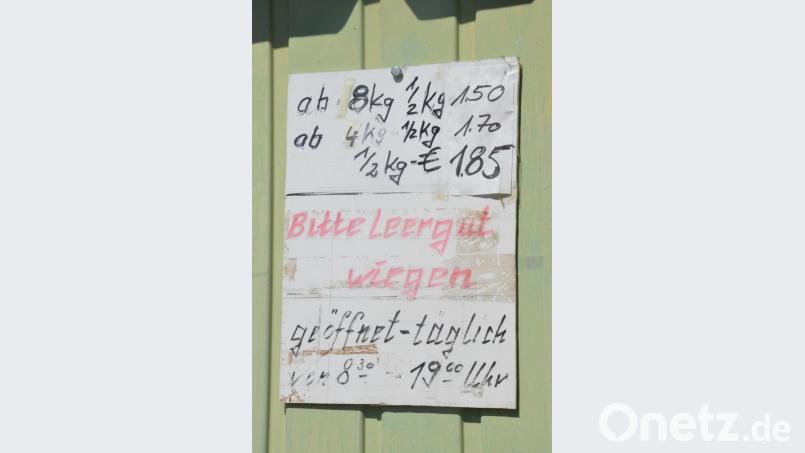 ab 8kg 1/2kg 1.50
ab 4kg-1/2kg 1.70
1/2kg-€ 1.85
Bitte Leergut
wiegen
geöffnet-täglich
von 8³⁰ - 19⁰⁰ Uhr
Onetz.de